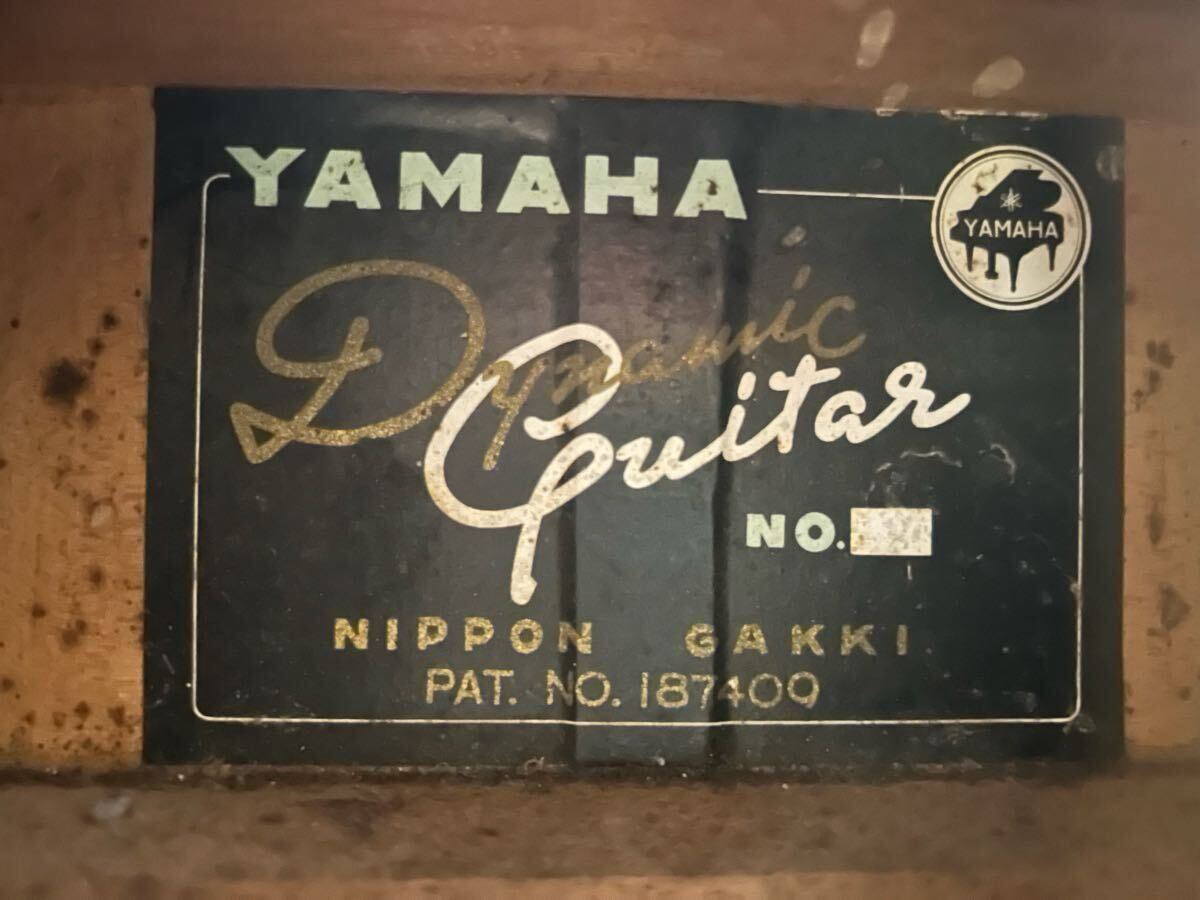 YAMAHA
YAMAHA
Dynamic
Guitar
NO.
NIPPON GAKKI
PAT. NO. 187409